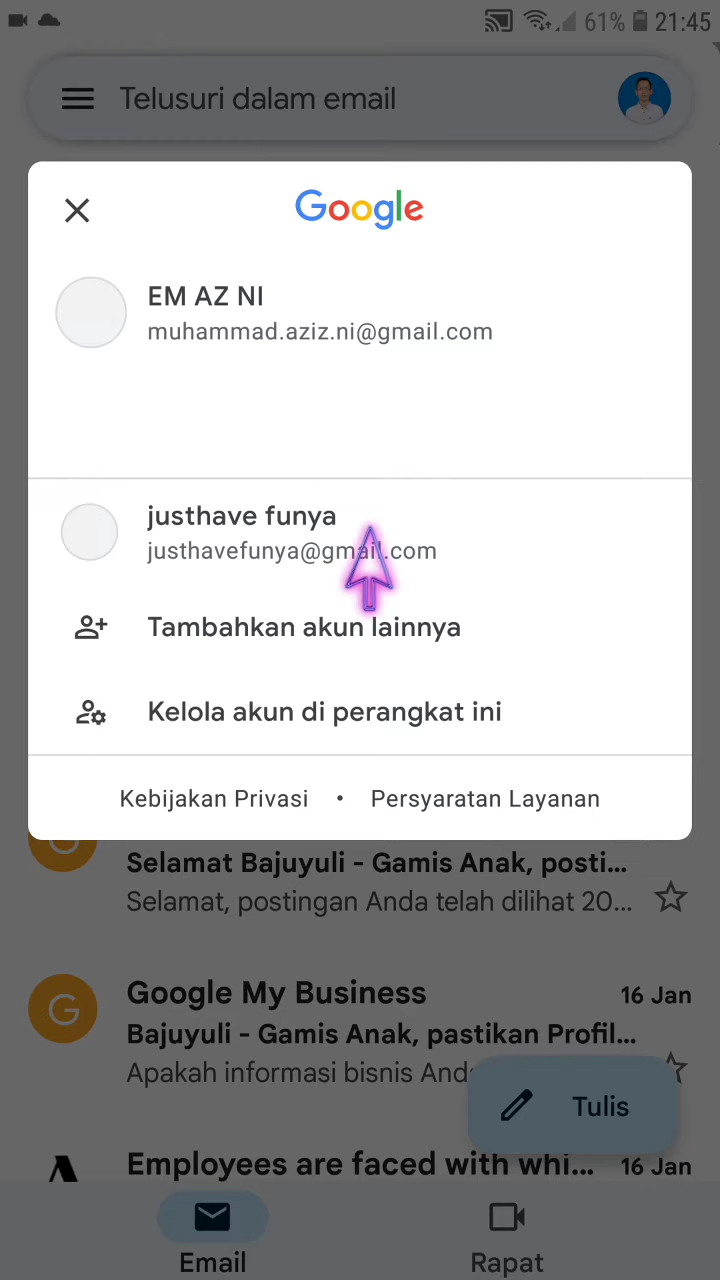 61% 21:45
Telusuri dalam email
Google
EM AZ NI
muhammad.aziz.ni@gmail.com
justhave funya
justhavefunya@gmail.com
Tambahkan akun lainnya
Kelola akun di perangkat ini
Kebijakan Privasi • Persyaratan Layanan
G
Selamat Bajuyuli - Gamis Anak, posti...
Selamat, postingan Anda telah dilihat 20...
G
Google My Business 16 Jan
Bajuyuli - Gamis Anak, pastikan Profil...
Apakah informasi bisnis
Tulis
Employees are faced with whi... 16 Jan
Email
Rapat